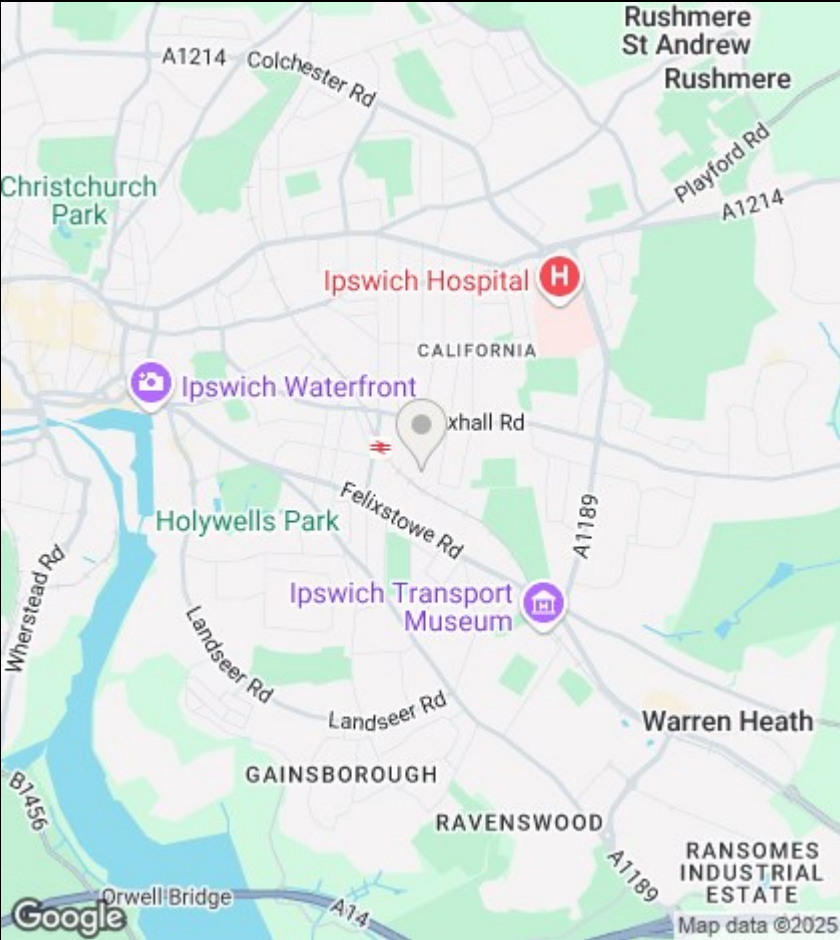 Rushmere
St Andrew
Rushmere
A1214
Colchester Rd
Playford Rd
A1214
Christchurch
Park
Ipswich Hospital
H
CALIFORNIA
Ipswich Waterfront
xhall Rd
Felixstowe Rd
Holywells Park
A1189
Wherstead Rd
Ipswich Transport
Museum
Landseer Rd
Landseer Rd
Warren Heath
GAINSBOROUGH
B1456
RAVENSWOOD
RANSOMES
INDUSTRIAL
ESTATE
A1189
Orwell Bridge
A14
Google
Map data ©2025